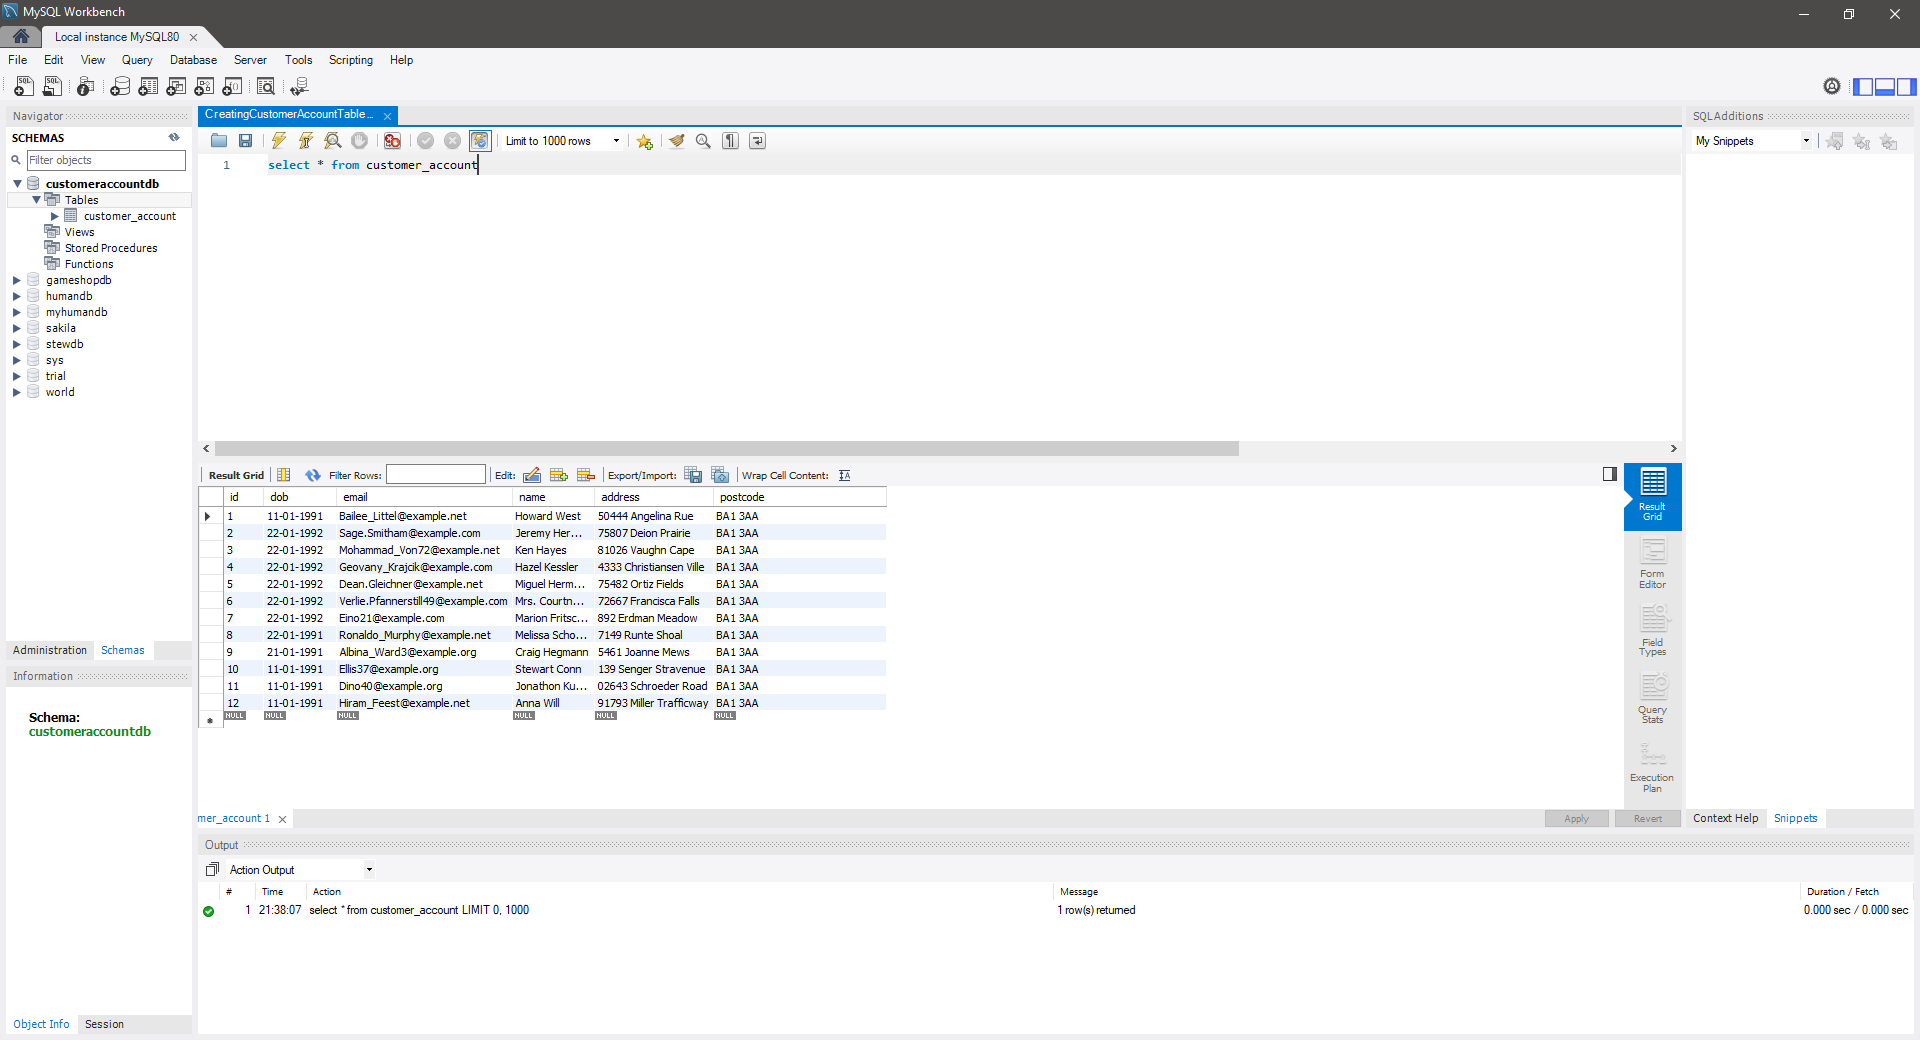 MySQL Workbench
Local instance MySQL80
File Edit View Query Database Server Tools Scripting Help
Navigator
SCHEMAS
Filter objects
customeraccountdb
Tables
customer_account
Views
Stored Procedures
Functions
gameshopdb
humandb
myhumandb
sakila
stewdb
sys
trial
world
Administration Schemas
Information
Schema:
customeraccountdb
Object Info Session
CreatingCustomerAccountTable...
Limit to 1000 rows
1 select * from customer_account
Result Grid Filter Rows: Edit: Export/Import: Wrap Cell Content:
id dob email name address postcode
1 11-01-1991 Bailee_Littel@example.net Howard West 50444 Angelina Rue BA1 3AA
2 22-01-1992 Sage.Smitham@example.com Jeremy Her... 75807 Deion Prairie BA1 3AA
3 22-01-1992 Mohammad_Von72@example.net Ken Hayes 81026 Vaughn Cape BA1 3AA
4 22-01-1992 Geovany_Krajcik@example.com Hazel Kessler 4333 Christiansen Ville BA1 3AA
5 22-01-1992 Dean.Gleichner@example.net Miguel Herm... 75482 Ortiz Fields BA1 3AA
6 22-01-1992 Verlie.Pfannerstill49@example.com Mrs. Courtn... 72667 Francisca Falls BA1 3AA
7 22-01-1992 Eino21@example.com Marion Fritsc... 892 Erdman Meadow BA1 3AA
8 22-01-1991 Ronaldo_Murphy@example.net Melissa Scho... 7149 Runte Shoal BA1 3AA
9 21-01-1991 Albina_Ward3@example.org Craig Hegmann 5461 Joanne Mews BA1 3AA
10 11-01-1991 Ellis37@example.org Stewart Conn 139 Senger Stravenue BA1 3AA
11 11-01-1991 Dino40@example.org Jonathon Ku... 02643 Schroeder Road BA1 3AA
12 11-01-1991 Hiram_Feest@example.net Anna Will 91793 Miller Trafficway BA1 3AA
NULL NULL NULL NULL NULL NULL
Result
Grid
Form
Editor
Field
Types
Query
Stats
Execution
Plan
mer_account 1
Apply Revert
SQLAdditions
My Snippets
Context Help Snippets
Output
Action Output
# Time Action Message Duration / Fetch
1 21:38:07 select * from customer_account LIMIT 0, 1000 1 row(s) returned 0.000 sec / 0.000 sec